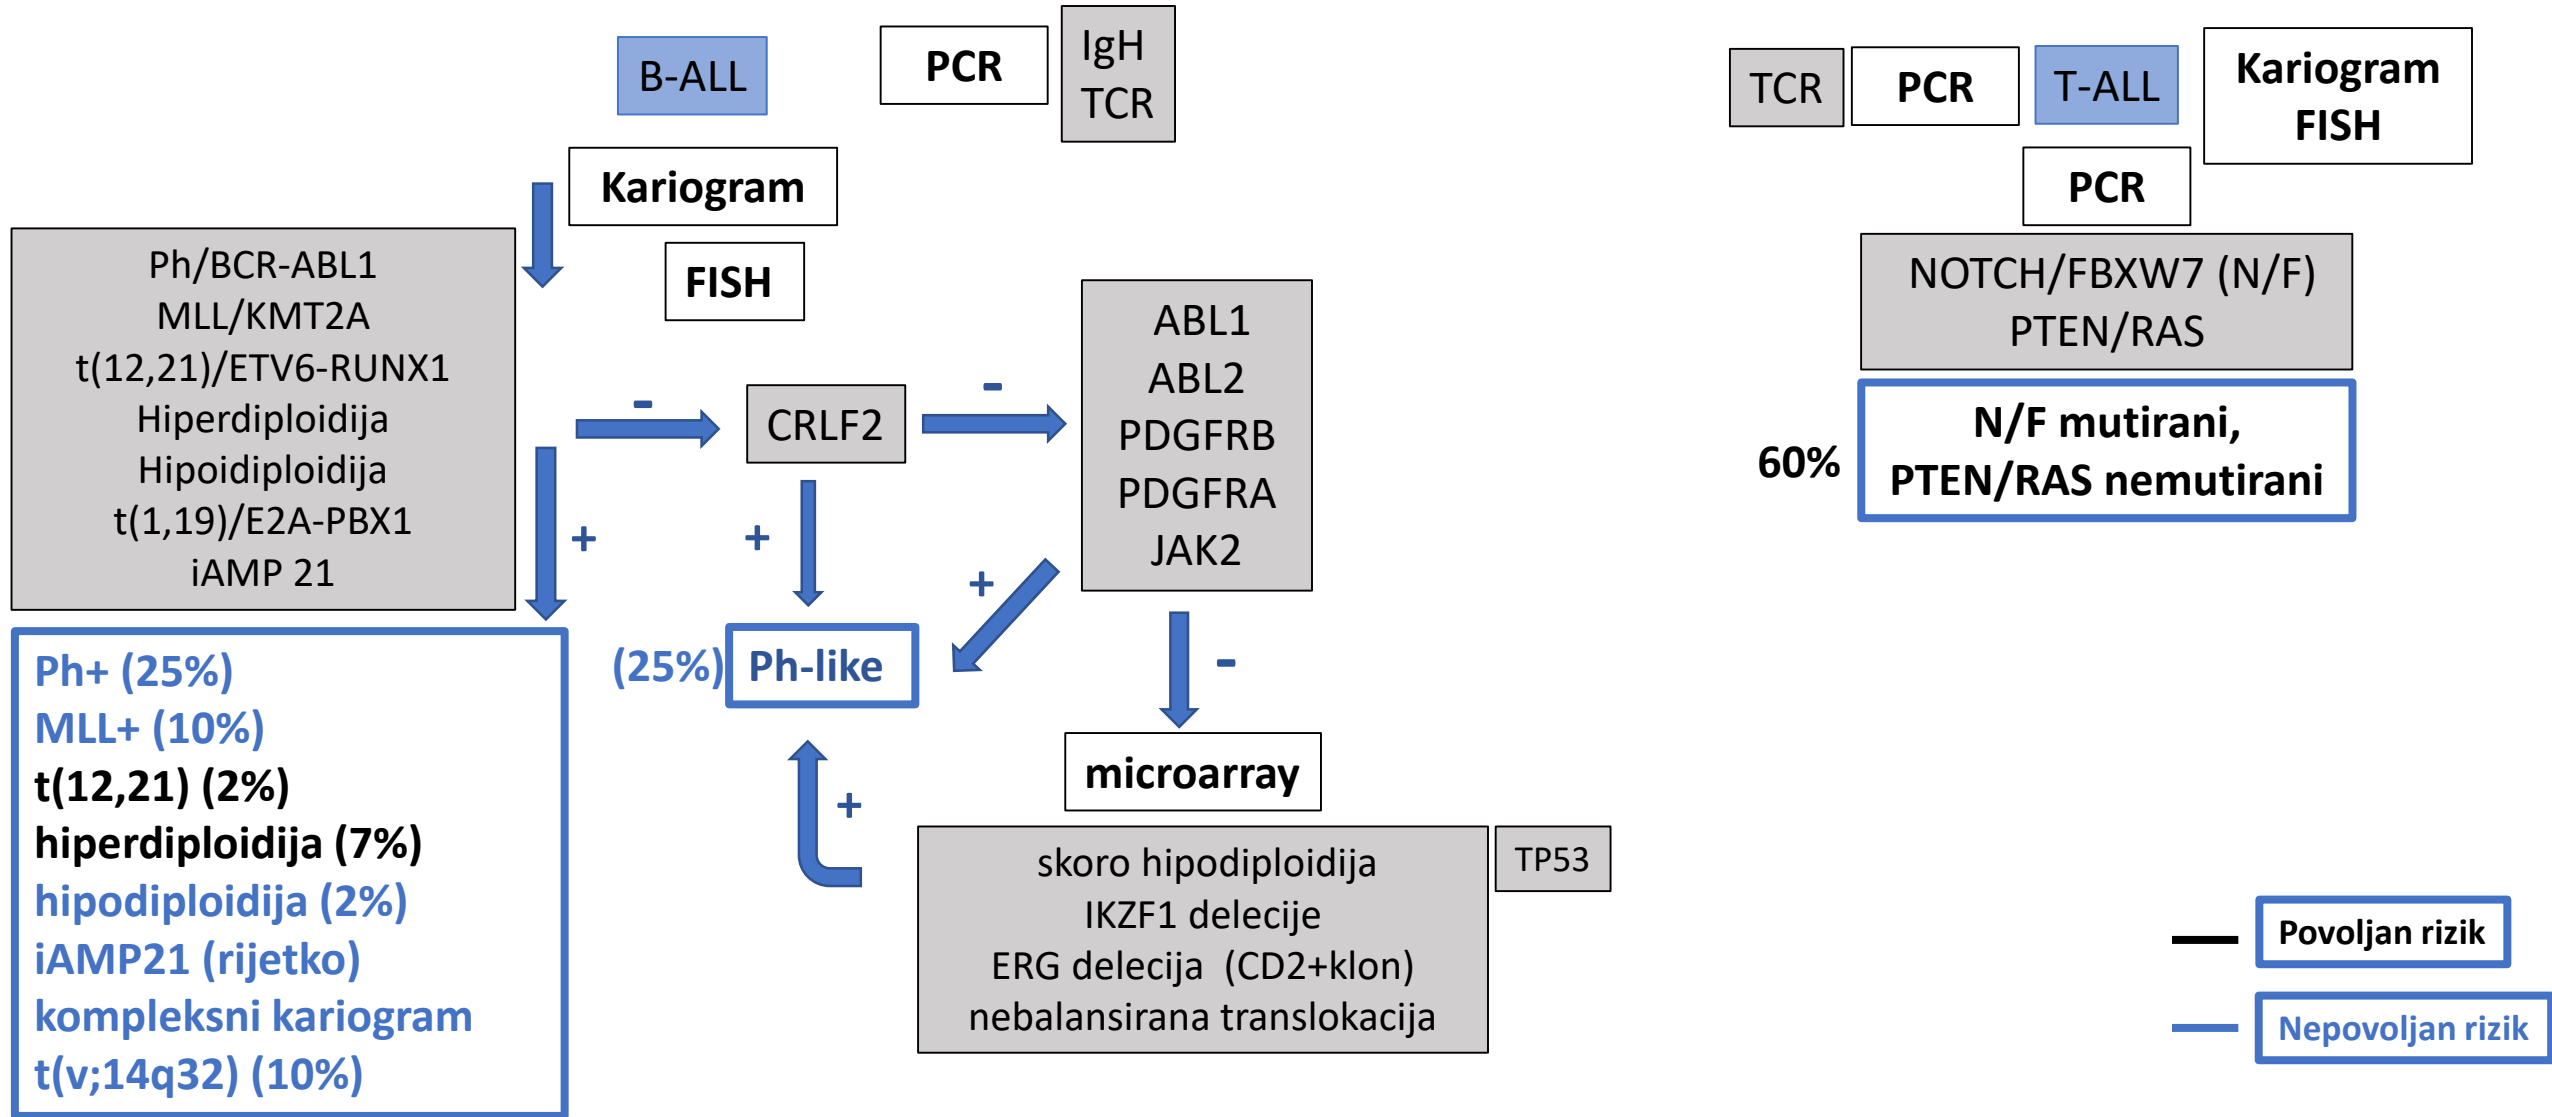 B-ALL
PCR
IgH
TCR
Kariogram
FISH
Ph/BCR-ABL1
MLL/KMT2A
t(12,21)/ETV6-RUNX1
Hiperdiploidija
Hipoidiploidija
t(1,19)/E2A-PBX1
iAMP 21
-
CRLF2
-
ABL1
ABL2
PDGFRB
PDGFRA
JAK2
+
+
+
Ph+ (25%)
MLL+ (10%)
t(12,21) (2%)
hiperdiploidija (7%)
hipodiploidija (2%)
iAMP21 (rijetko)
kompleksni kariogram
t(v;14q32) (10%)
(25%)
Ph-like
-
microarray
+
skoro hipodiploidija
IKZF1 delecije
ERG delecija (CD2+klon)
nebalansirana translokacija
TP53
TCR
PCR
T-ALL
Kariogram
FISH
PCR
NOTCH/FBXW7 (N/F)
PTEN/RAS
60%
N/F mutirani,
PTEN/RAS nemutirani
Povoljan rizik
Nepovoljan rizik